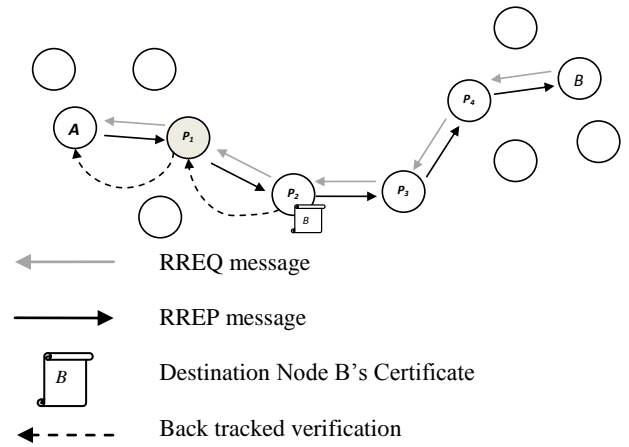 P₄
B
A
P₁
P₂
P₃
B
RREQ message
RREP message
B
Destination Node B's Certificate
Back tracked verification